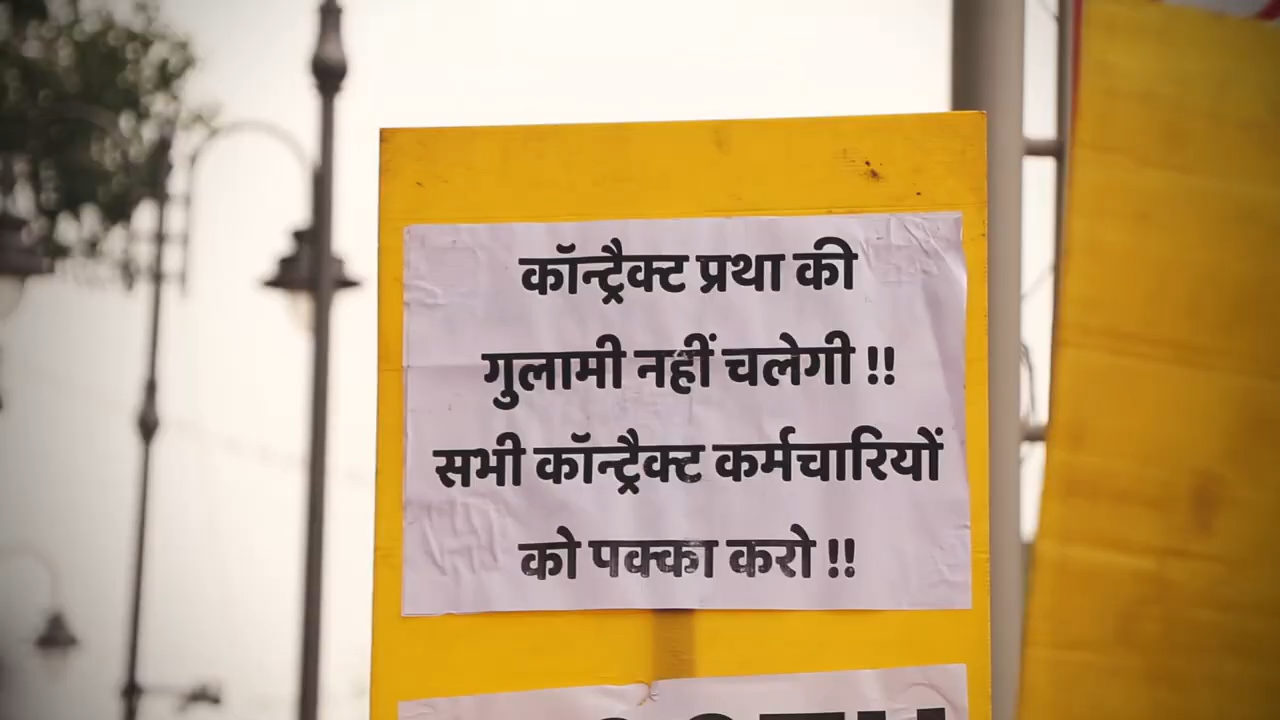 कॉन्ट्रैक्ट प्रथा की
गुलामी नहीं चलेगी !!
सभी कॉन्ट्रैक्ट कर्मचारियों
को पक्का करो !!